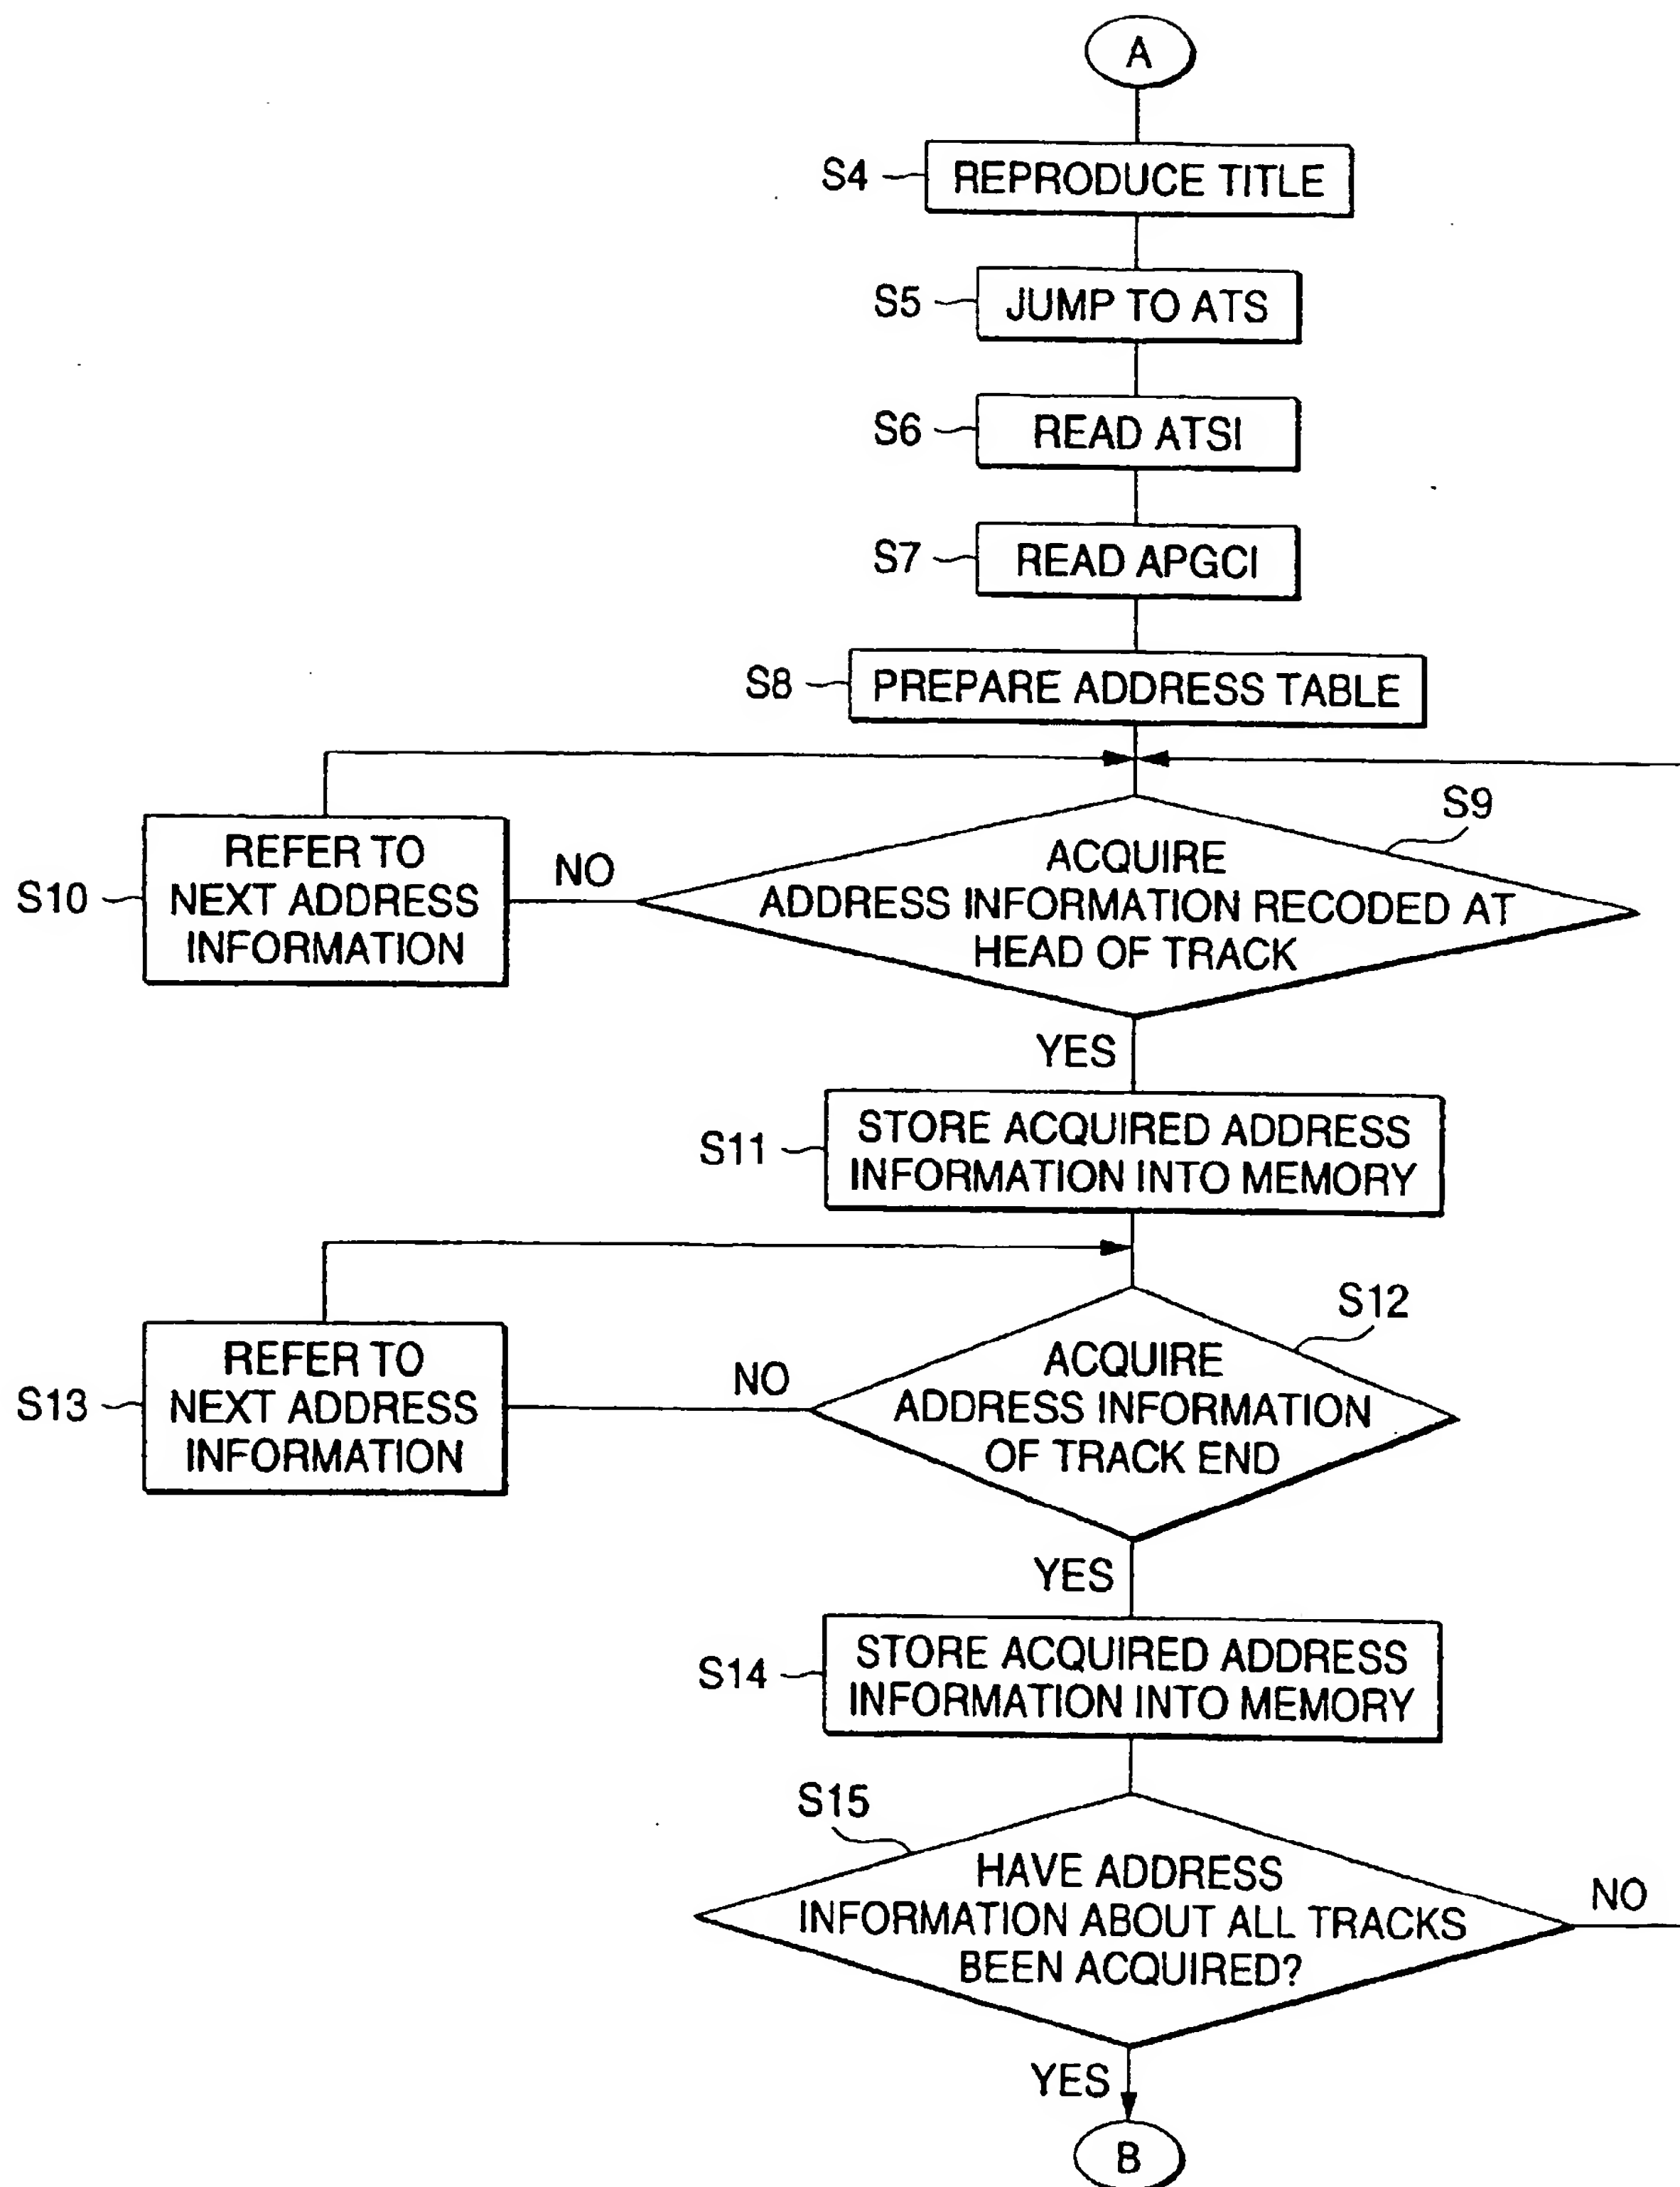 A
S4
REPRODUCE TITLE
S5
JUMP TO ATS
S6
READ ATSI
S7
READ APGCI
S8
PREPARE ADDRESS TABLE
S9
S10
REFER TO
NEXT ADDRESS
INFORMATION
NO
ACQUIRE
ADDRESS INFORMATION RECODED AT
HEAD OF TRACK
YES
S11
STORE ACQUIRED ADDRESS
INFORMATION INTO MEMORY
S12
S13
REFER TO
NEXT ADDRESS
INFORMATION
NO
ACQUIRE
ADDRESS INFORMATION
OF TRACK END
YES
S14
STORE ACQUIRED ADDRESS
INFORMATION INTO MEMORY
S15
HAVE ADDRESS
INFORMATION ABOUT ALL TRACKS
BEEN ACQUIRED?
NO
YES
B